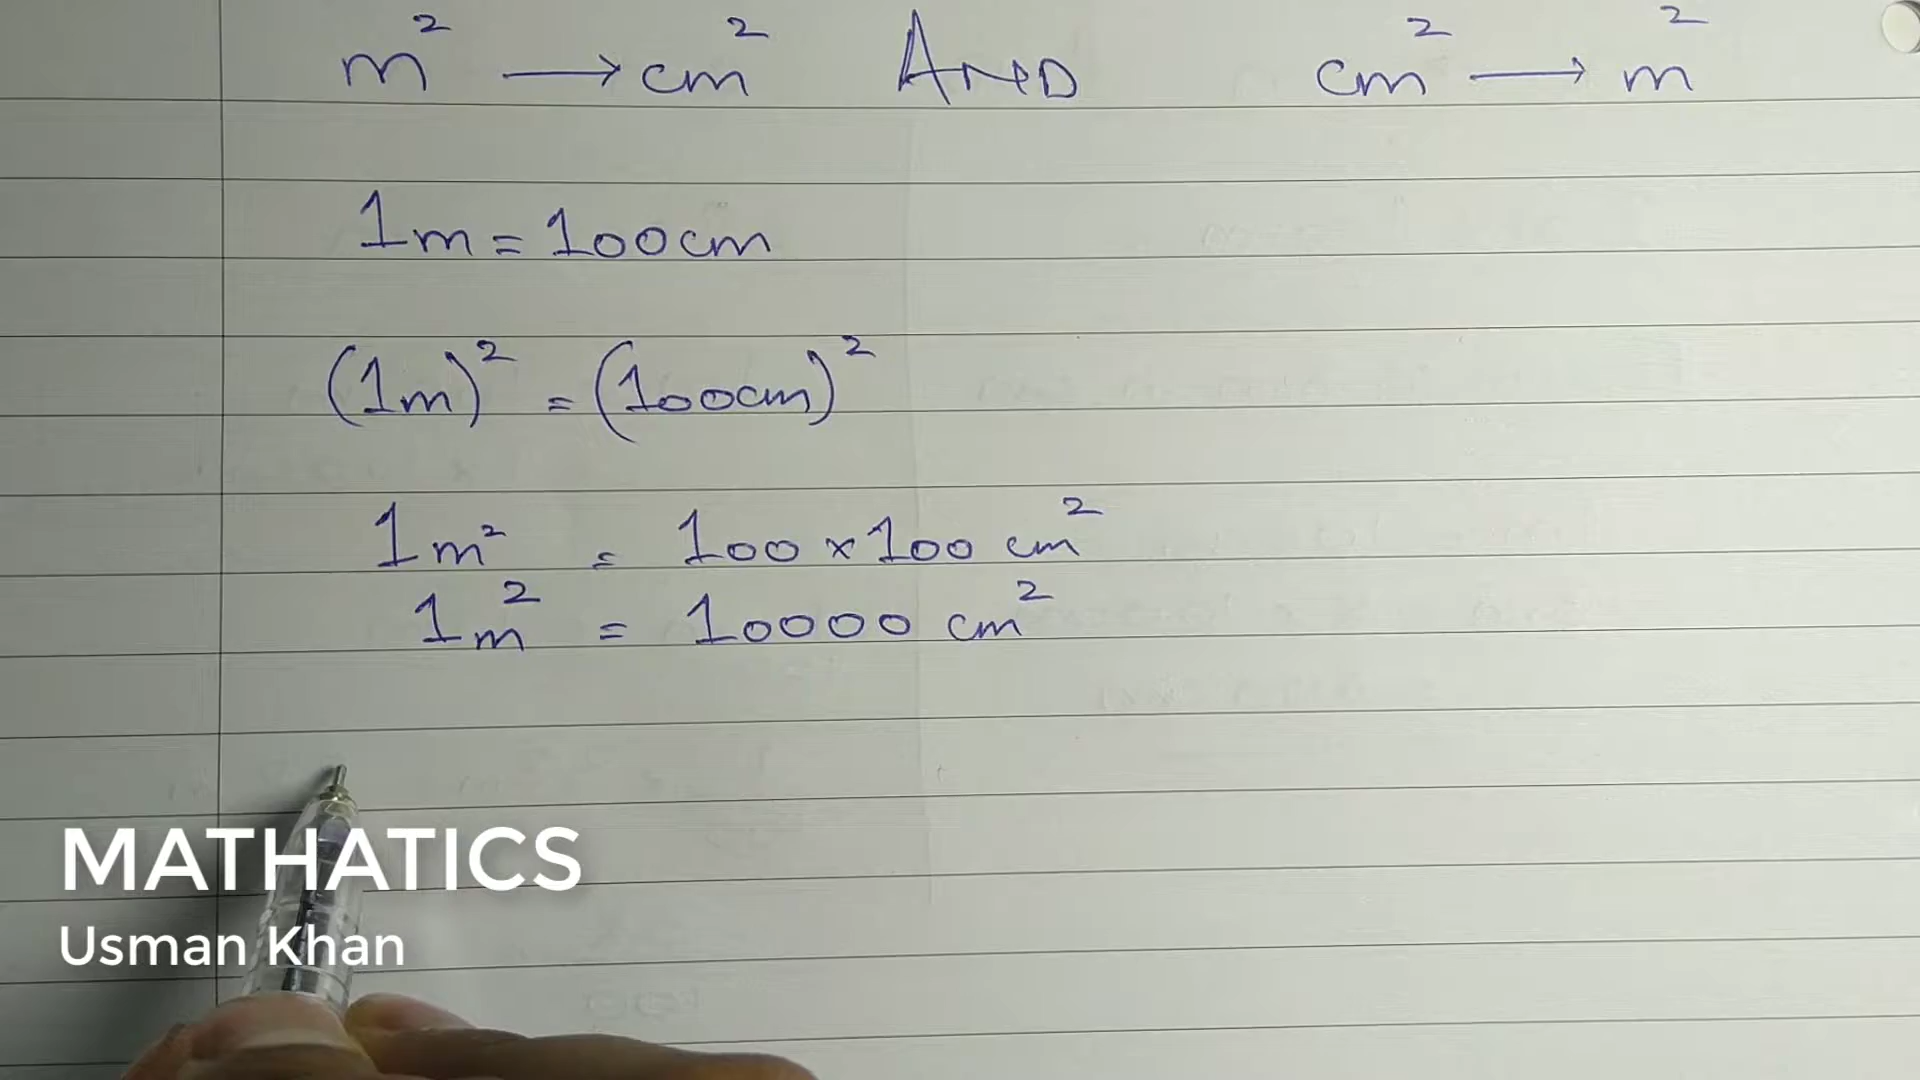 m² → cm² AND cm² → m²
1m = 100cm
(1m)² = (100cm)²
1m² = 100 × 100 cm²
1m² = 10000 cm²
MATHATICS
Usman Khan